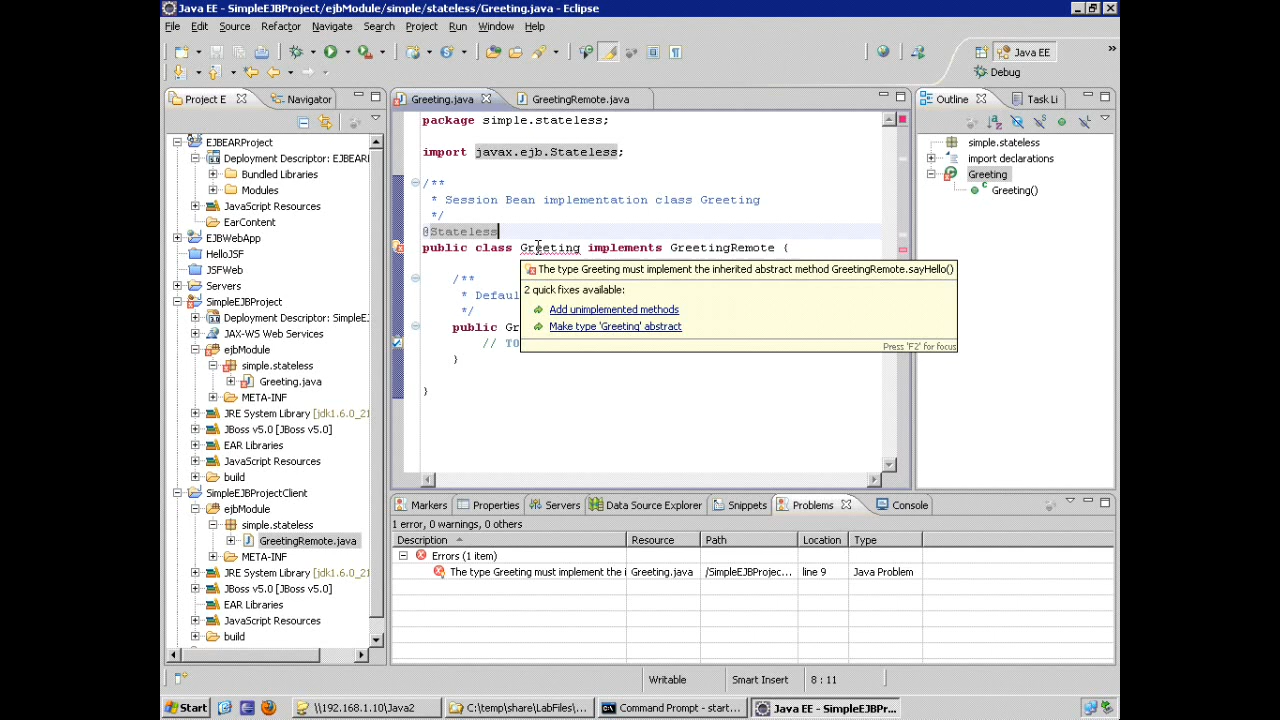 Java EE - SimpleEJBProject/ejbModule/simple/stateless/Greeting.java - Eclipse
File Edit Source Refactor Navigate Search Project Run Window Help
Java EE
Debug
Project E
Navigator
EJBEARProject
Deployment Descriptor: EJBEAR
Bundled Libraries
Modules
JavaScript Resources
EarContent
EJBWebApp
HelloJSF
JSFWeb
Servers
SimpleEJBProject
Deployment Descriptor: SimpleE
JAX-WS Web Services
ejbModule
simple.stateless
Greeting.java
META-INF
JRE System Library [jdk1.6.0_21
JBoss v5.0 [JBoss v5.0]
EAR Libraries
JavaScript Resources
build
SimpleEJBProjectClient
ejbModule
simple.stateless
GreetingRemote.java
META-INF
JRE System Library [jdk1.6.0_21
JBoss v5.0 [JBoss v5.0]
EAR Libraries
JavaScript Resources
build
Greeting.java
GreetingRemote.java
package simple.stateless;
import javax.ejb.Stateless;
/**
* Session Bean implementation class Greeting
*/
@Stateless
public class Greeting implements GreetingRemote {
/**
* Defaul
*/
public Gr
// TO
}
}
The type Greeting must implement the inherited abstract method GreetingRemote.sayHello()
2 quick fixes available:
Add unimplemented methods
Make type 'Greeting' abstract
Press 'F2' for focus
Outline
Task Li
simple.stateless
import declarations
Greeting
Greeting()
Markers
Properties
Servers
Data Source Explorer
Snippets
Problems
Console
1 error, 0 warnings, 0 others
Description Resource Path Location Type
Errors (1 item)
The type Greeting must implement the i Greeting.java /SimpleEJBProjec... line 9 Java Problem
Writable Smart Insert 8 : 11
Start
\\192.168.1.10\Java2
C:\temp\share\LabFiles\...
Command Prompt - start...
Java EE - SimpleEJBPr...